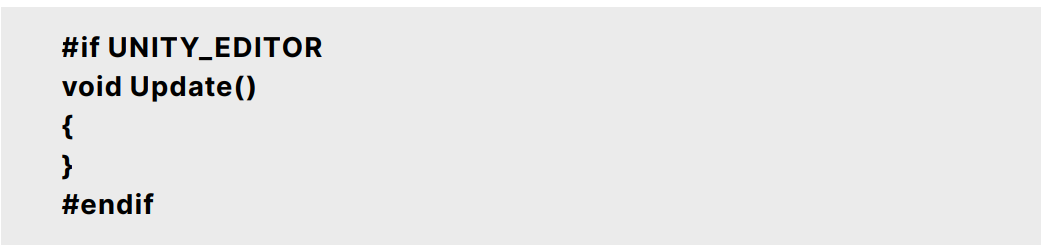 #if UNITY_EDITOR
void Update()
{
}
#endif